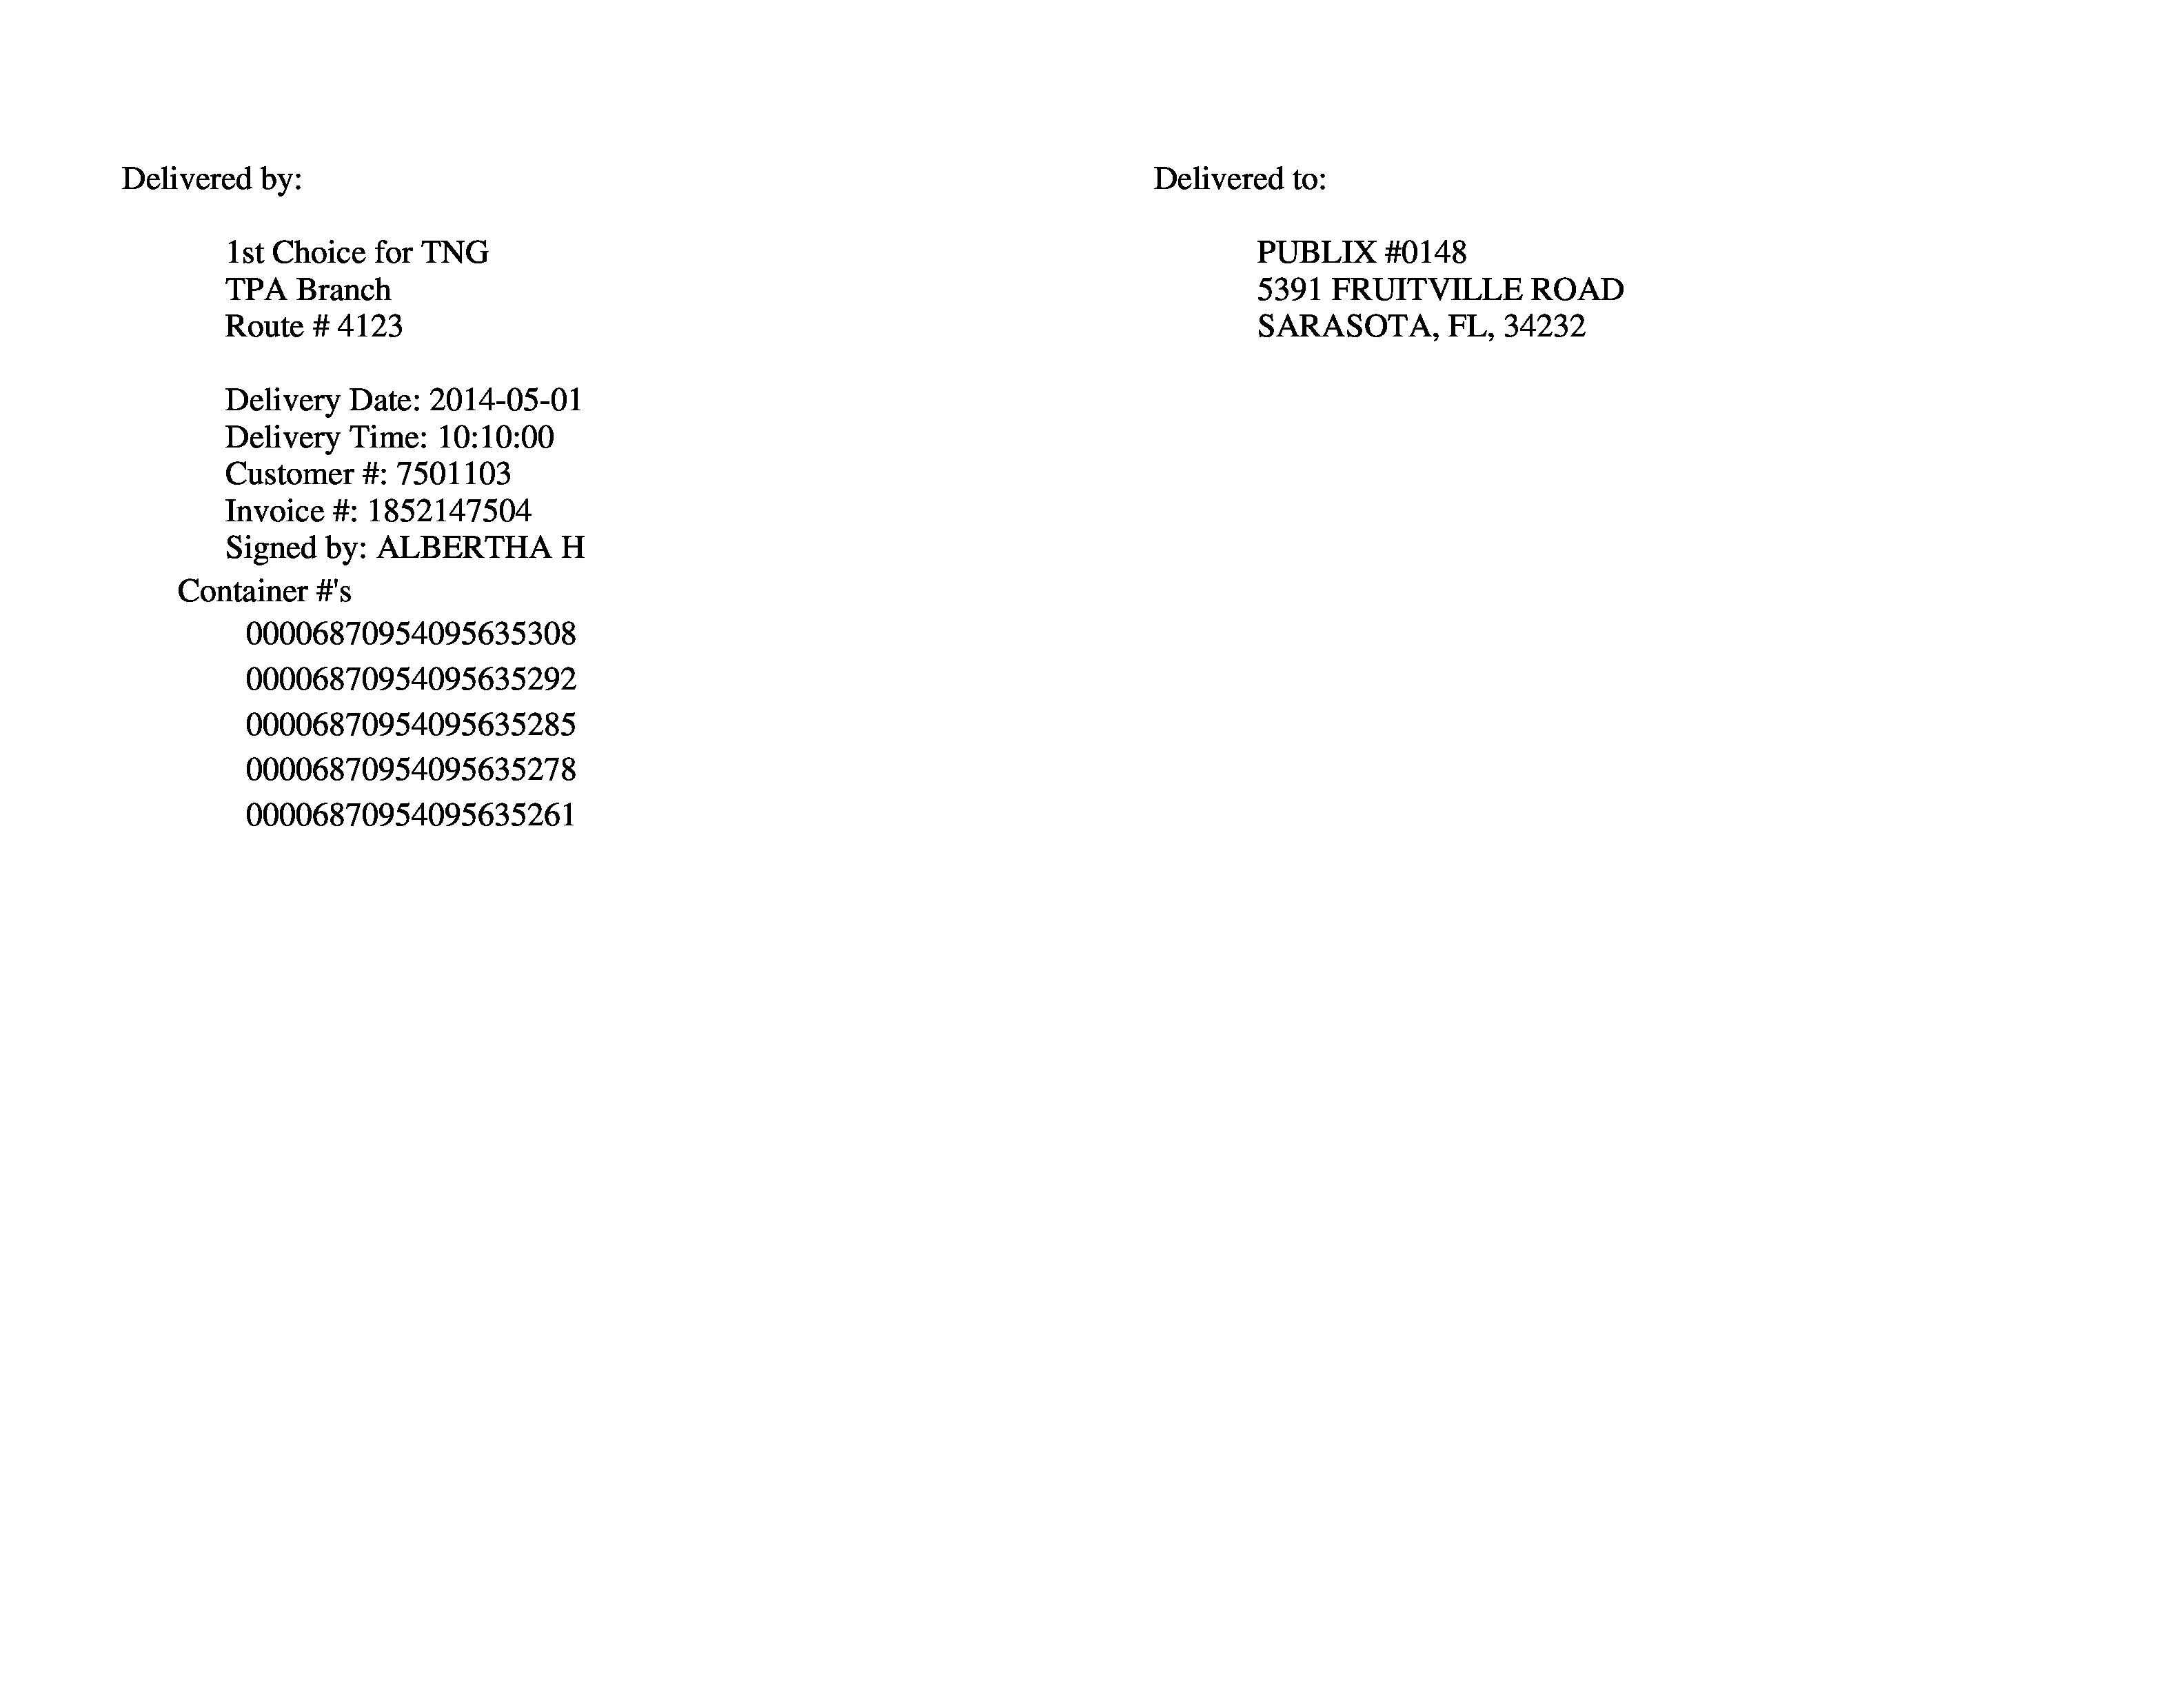 Delivered by:
1st Choice for TNG
TPA Branch
Route # 4123
Delivery Date: 2014-05-01
Delivery Time: 10:10:00
Customer #: 7501103
Invoice #: 1852147504
Signed by: ALBERTHA H
Container #'s
00006870954095635308
00006870954095635292
00006870954095635285
00006870954095635278
00006870954095635261
Delivered to:
PUBLIX #0148
5391 FRUITVILLE ROAD
SARASOTA, FL, 34232